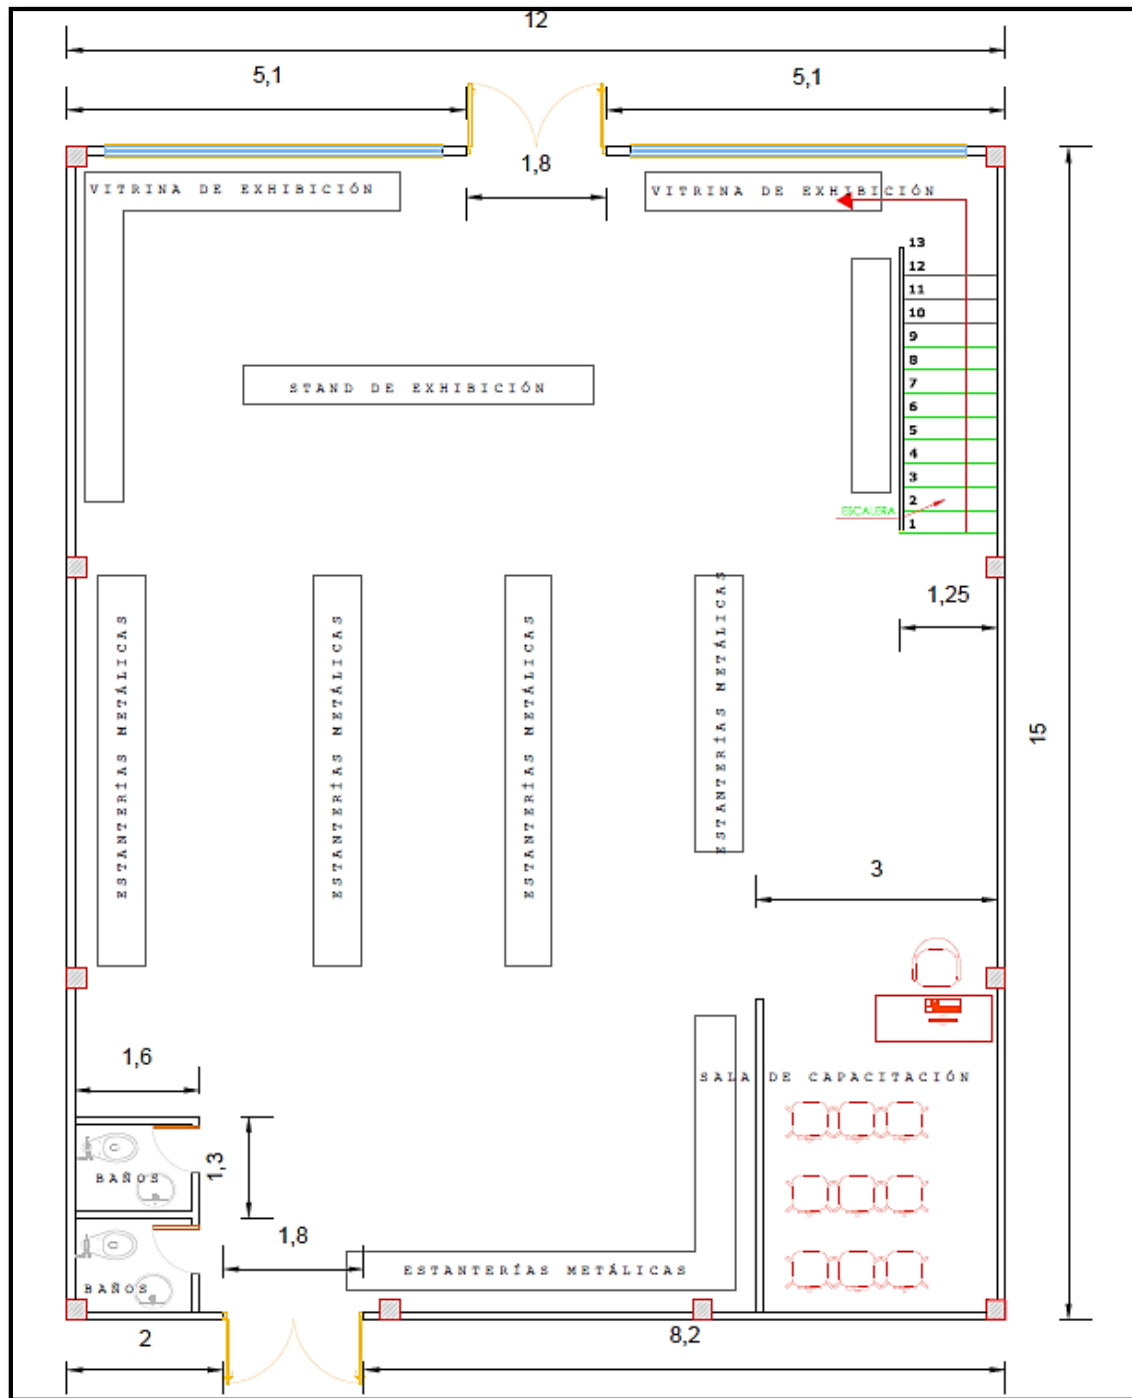 12
5,1
5,1
1,8
VITRINA DE EXHIBICIÓN
VITRINA DE EXHIBICIÓN
13
12
11
10
9
8
7
6
5
4
3
2
1
STAND DE EXHIBICIÓN
ESCALERA
1,25
ESTANTERÍAS METÁLICAS
ESTANTERÍAS METÁLICAS
ESTANTERÍAS METÁLICAS
ESTANTERÍAS METÁLICAS
15
3
1,6
SALA DE CAPACITACIÓN
1,3
BAÑOS
1,8
BAÑOS
ESTANTERÍAS METÁLICAS
2
8,2